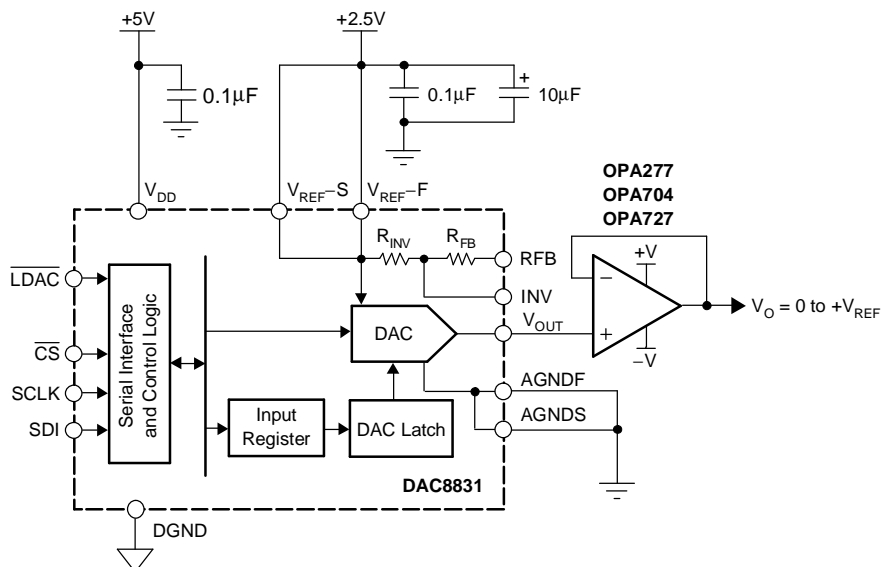 +5V
+2.5V
0.1μF
0.1μF
+
10μF
OPA277
OPA704
OPA727
V_DD
V_REF−S
V_REF−F
R_INV
R_FB
RFB
+V
LDAC
INV
−
V_O = 0 to +V_REF
V_OUT
Serial Interface
and Control Logic
DAC
+
CS
−V
SCLK
AGNDF
SDI
Input
Register
DAC Latch
AGNDS
DAC8831
DGND